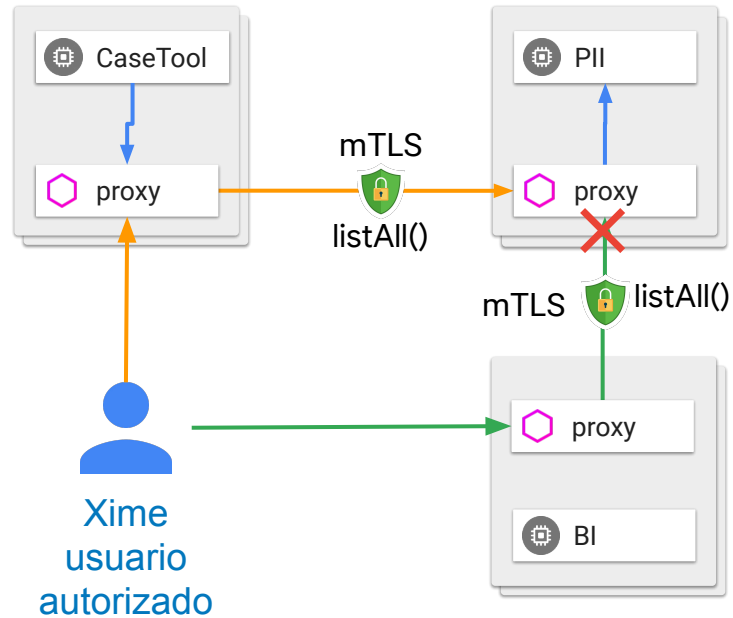 CaseTool
PII
mTLS
proxy
proxy
listAll()
mTLS
listAll()
proxy
Xime
usuario
autorizado
BI